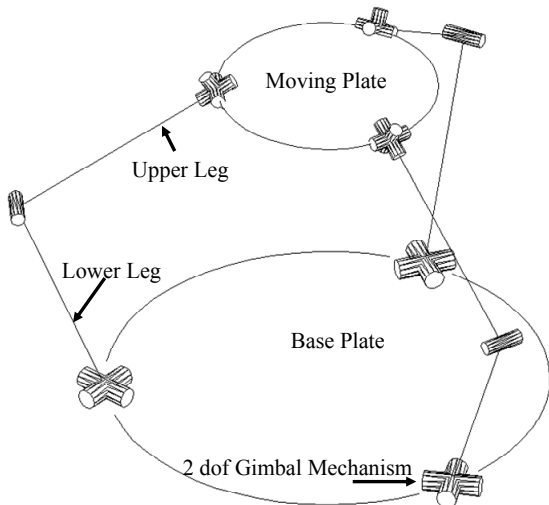 Moving Plate
Upper Leg
Lower Leg
Base Plate
2 dof Gimbal Mechanism